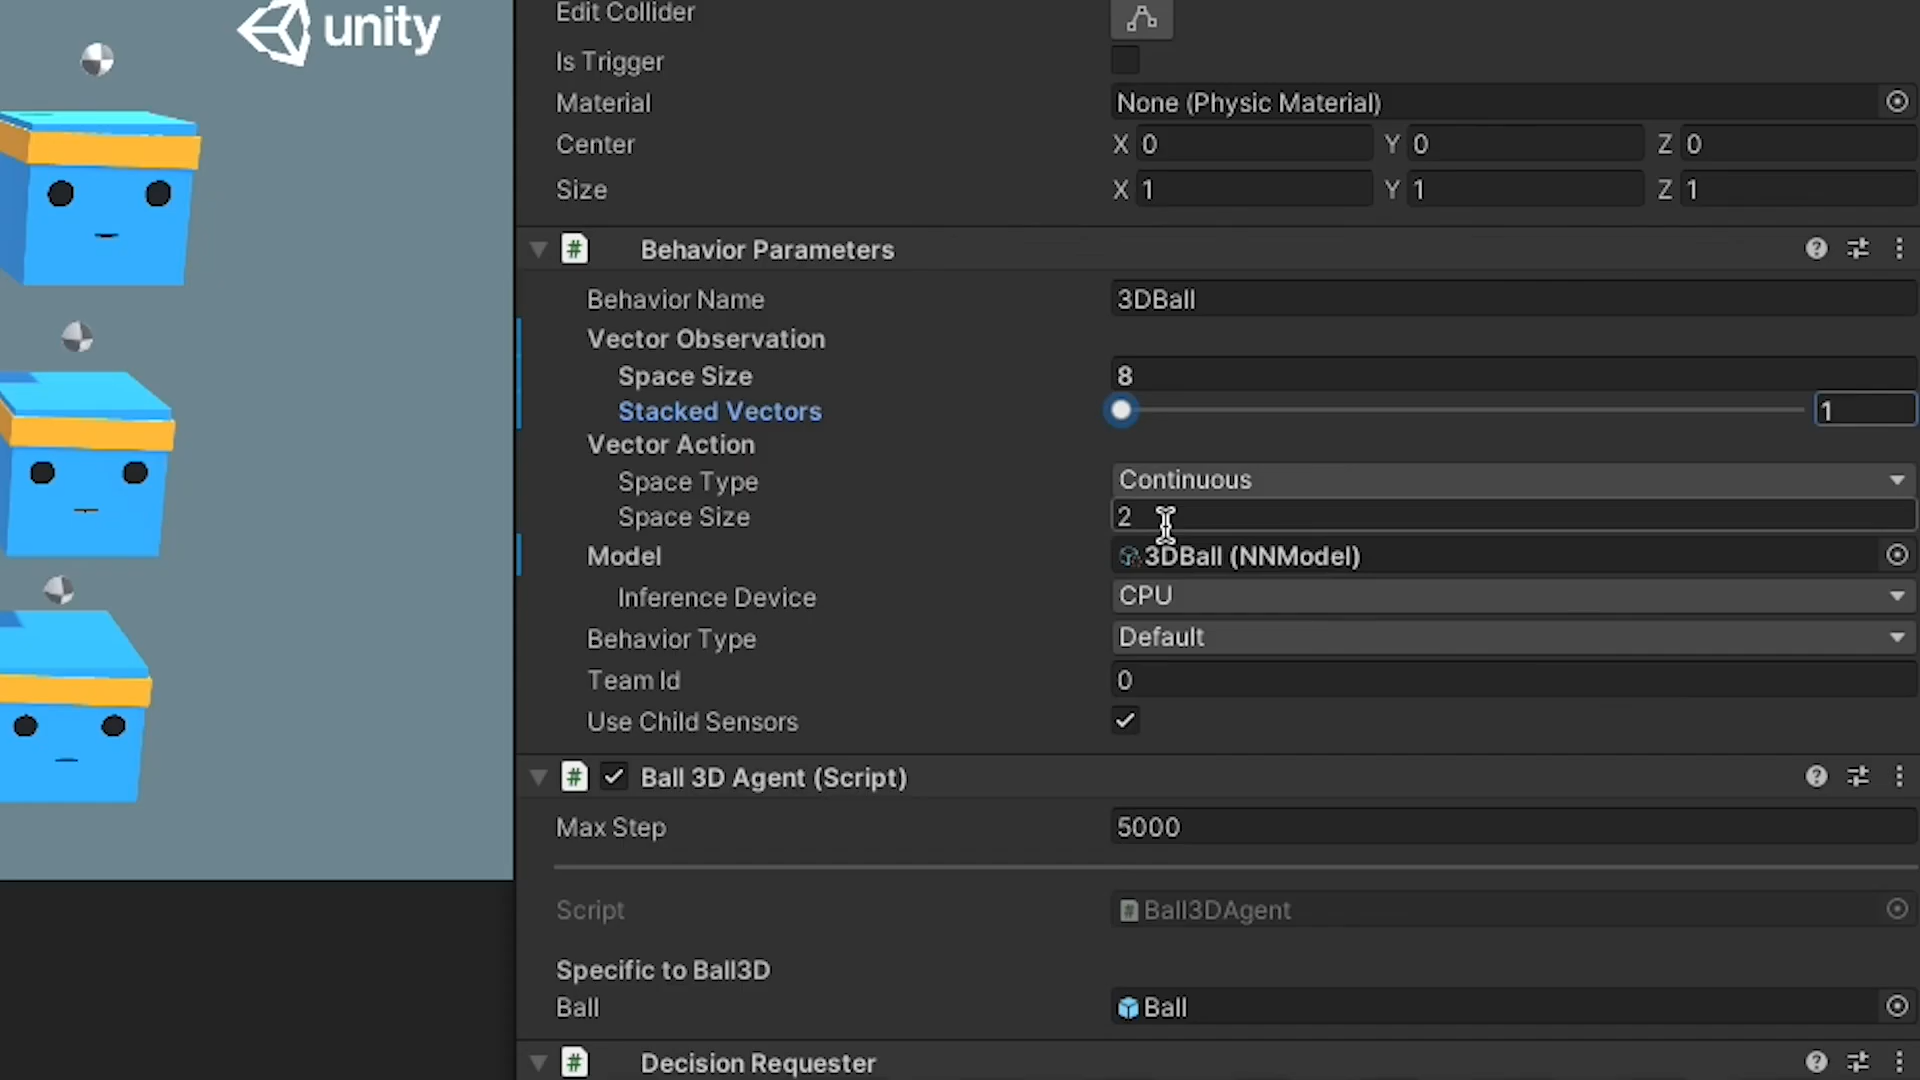 unity
Edit Collider
Is Trigger
Material None (Physic Material)
Center X 0 Y 0 Z 0
Size X 1 Y 1 Z 1
# Behavior Parameters
Behavior Name 3DBall
Vector Observation
Space Size 8
Stacked Vectors 1
Vector Action
Space Type Continuous
Space Size 2
Model 3DBall (NNModel)
Inference Device CPU
Behavior Type Default
Team Id 0
Use Child Sensors
# Ball 3D Agent (Script)
Max Step 5000
Script # Ball3DAgent
Specific to Ball3D
Ball Ball
# Decision Requester